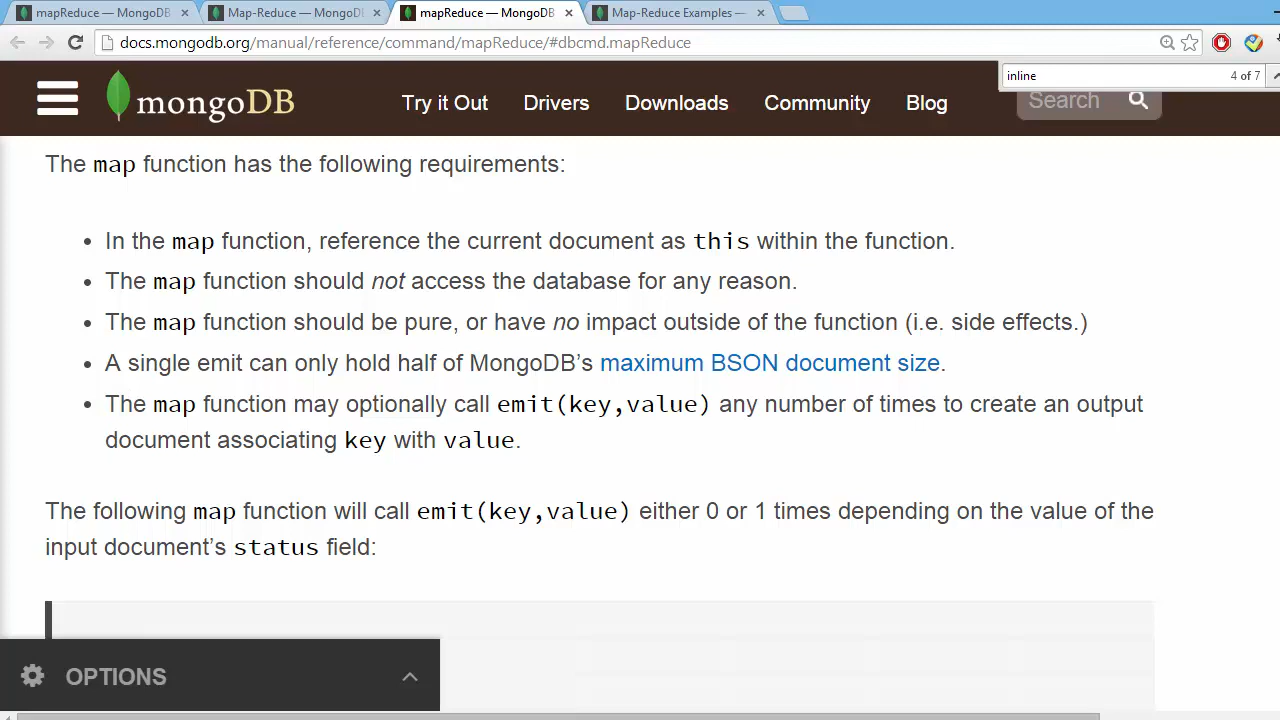 mapReduce — MongoDB
Map-Reduce — MongoD
mapReduce — MongoDB
Map-Reduce Examples —
docs.mongodb.org/manual/reference/command/mapReduce/#dbcmd.mapReduce
inline
4 of 7
mongoDB
Try it Out
Drivers
Downloads
Community
Blog
Search
The map function has the following requirements:
• In the map function, reference the current document as this within the function.
• The map function should not access the database for any reason.
• The map function should be pure, or have no impact outside of the function (i.e. side effects.)
• A single emit can only hold half of MongoDB’s maximum BSON document size.
• The map function may optionally call emit(key,value) any number of times to create an output
document associating key with value.
The following map function will call emit(key,value) either 0 or 1 times depending on the value of the
input document’s status field:
OPTIONS